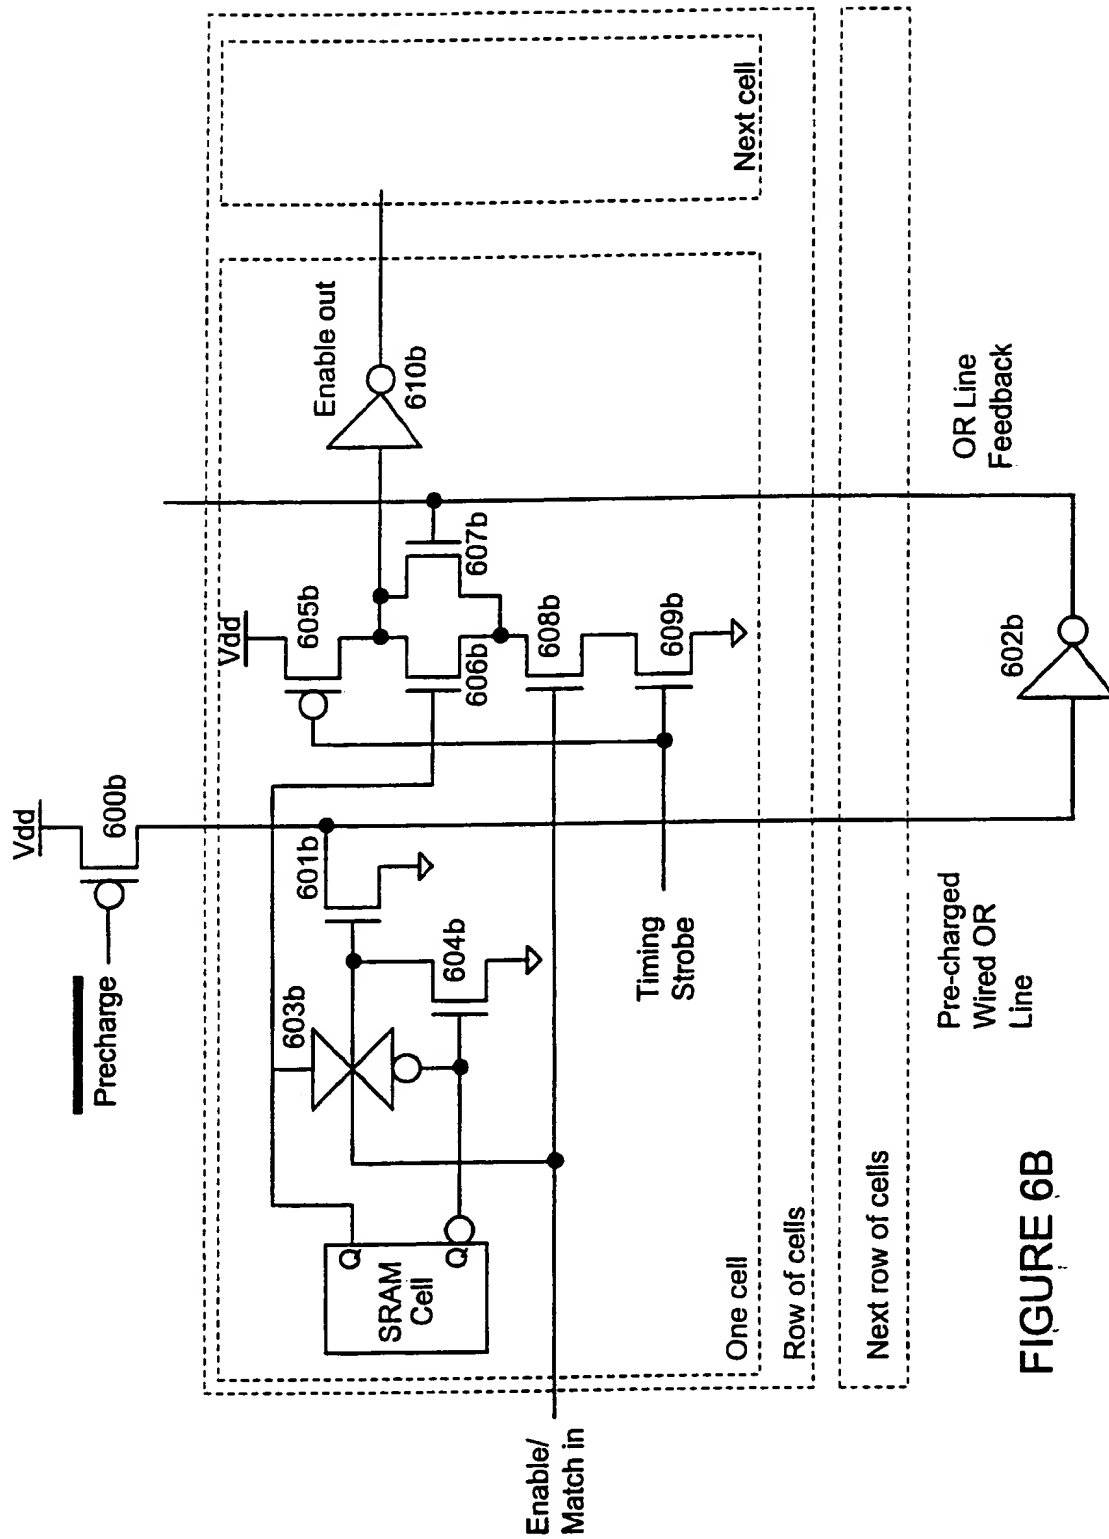 Precharge
Vdd
600b
Vdd
605b
Enable out
610b
603b
601b
604b
606b
607b
608b
609b
SRAM
Cell
Q
Q
Timing
Strobe
Enable/
Match in
One cell
Next cell
Row of cells
Next row of cells
Pre-charged
Wired OR
Line
602b
OR Line
Feedback
FIGURE 6B